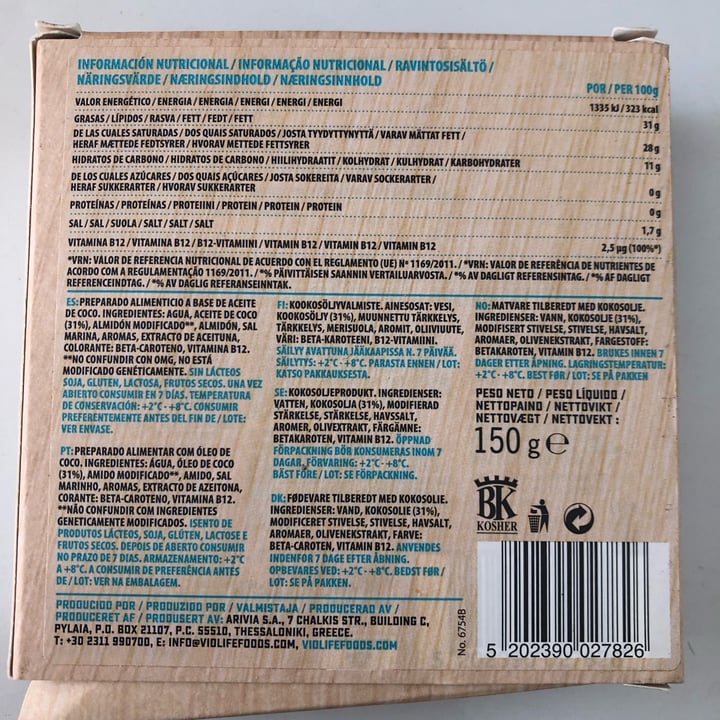 INFORMACIÓN NUTRICIONAL / INFORMAÇÃO NUTRICIONAL / RAVINTOSISÄLTÖ /
NÄRINGSVÄRDE / NÆRINGSINDHOLD / NÆRINGSINNHOLD
POR / PER 100g
VALOR ENERGÉTICO / ENERGIA / ENERGIA / ENERGI / ENERGI / ENERGI 1335 kJ / 323 kcal
GRASAS / LÍPIDOS / RASVA / FETT / FEDT / FETT 31 g
DE LAS CUALES SATURADAS / DOS QUAIS SATURADOS / JOSTA TYYDYTTYNYTTÄ / VARAV MÄTTAT FETT /
HERAF MÆTTEDE FEDTSYRER / HVORAV METTEDE FETTSYRER 28 g
HIDRATOS DE CARBONO / HIDRATOS DE CARBONO / HIILIHYDRAATIT / KOLHYDRAT / KULHYDRAT / KARBOHYDRATER 11 g
DE LOS CUALES AZÚCARES / DOS QUAIS AÇUCARES / JOSTA SOKEREITA / VARAV SOCKERARTER /
HERAF SUKKERARTER / HVORAV SUKKERARTER 0 g
PROTEÍNAS / PROTEÍNAS / PROTEIINI / PROTEIN / PROTEIN / PROTEIN 0 g
SAL / SAL / SUOLA / SALT / SALT / SALT 1,7 g
VITAMINA B12 / VITAMINA B12 / B12-VITAMIINI / VITAMIN B12 / VITAMIN B12 / VITAMIN B12 2,5 µg (100%*)
*VRN: VALOR DE REFERENCIA NUTRICIONAL DE ACUERDO CON EL REGLAMENTO (UE) Nº 1169/2011. / *VRN: VALOR DE REFERÊNCIA DE NUTRIENTES DE
ACORDO COM A REGULAMENTAÇÃO 1169/2011. / *% PÄIVITTÄISEN SAANNIN VERTAILUARVOSTA. / *% AV DAGLIGT REFERENSINTAG. / *% AF DAGLIGT
REFERENCEINDTAG. / *% AV DAGLIG REFERANSEINNTAK.
ES: PREPARADO ALIMENTICIO A BASE DE ACEITE
DE COCO. INGREDIENTES: AGUA, ACEITE DE COCO
(31%), ALMIDÓN MODIFICADO**, ALMIDÓN, SAL
MARINA, AROMAS, EXTRACTO DE ACEITUNA,
COLORANTE: BETA-CAROTENO, VITAMINA B12.
**NO CONFUNDIR CON OMG, NO ESTÁ
MODIFICADO GENÉTICAMENTE. SIN LÁCTEOS
SOJA, GLUTEN, LACTOSA, FRUTOS SECOS. UNA VEZ
ABIERTO CONSUMIR EN 7 DÍAS. TEMPERATURA
DE CONSERVACIÓN: +2˚C - +8˚C. CONSUMIR
PREFERENTEMENTE ANTES DEL FIN DE / LOTE:
VER ENVASE.
PT: PREPARADO ALIMENTAR COM ÓLEO DE
COCO. INGREDIENTES: ÁGUA, ÓLEO DE COCO
(31%), AMIDO MODIFICADO**, AMIDO, SAL
MARINHO, AROMAS, EXTRACTO DE AZEITONA,
CORANTE: BETA-CAROTENO, VITAMINA B12.
**NÃO CONFUNDIR COM INGREDIENTES
GENETICAMENTE MODIFICADOS. ISENTO DE
PRODUTOS LÁCTEOS, SOJA, GLÚTEN, LACTOSE E
FRUTOS SECOS. DEPOIS DE ABERTO CONSUMIR
NO PRAZO DE 7 DIAS. ARMAZENAMENTO: +2˚C
A +8˚C. A CONSUMIR DE PREFERÊNCIA ANTES
DE / LOT: VER NA EMBALAGEM.
FI: KOOKOSÖLJYVALMISTE. AINESOSAT: VESI,
KOOKOSÖLJY (31%), MUUNNETTU TÄRKKELYS,
TÄRKKELYS, MERISUOLA, AROMIT, OLIIVIUUTE,
VÄRI: BETA-KAROTEENI, B12-VITAMIINI.
SÄILYY AVATTUNA JÄÄKAAPISSA N. 7 PÄIVÄÄ.
SÄILYTYS: +2˚C - +8˚C. PARASTA ENNEN / LOT:
KATSO PAKKAUKSESTA.
SE: KOKOSOLJEPRODUKT. INGREDIENSER:
VATTEN, KOKOSOLJA (31%), MODIFIERAD
STÄRKELSE, STÄRKELSE, HAVSSALT,
AROMER, OLIVEXTRAKT, FÄRGÄMNE:
BETAKAROTEN, VITAMIN B12. ÖPPNAD
FÖRPACKNING BÖR KONSUMERAS INOM 7
DAGAR. FÖRVARING: +2˚C - +8˚C.
BÄST FÖRE / LOT: SE FÖRPACKNING.
DK: FØDEVARE TILBEREDT MED KOKOSOLIE.
INGREDIENSER: VAND, KOKOSOLIE (31%),
MODIFICERET STIVELSE, STIVELSE, HAVSALT,
AROMAER, OLIVENEKSTRAKT, FARVE:
BETA-CAROTEN, VITAMIN B12. ANVENDES
INDENFOR 7 DAGE EFTER ÅBNING.
OPBEVARES VED: +2˚C - +8˚C. BEDST FØR /
LOT: SE PÅ PAKKEN.
NO: MATVARE TILBEREDT MED KOKOSOLJE.
INGREDIENSER: VANN, KOKOSOLJE (31%),
MODIFISERT STIVELSE, STIVELSE, HAVSALT,
AROMAER, OLIVENEKSTRAKT, FARGESTOFF:
BETAKAROTEN, VITAMIN B12. BRUKES INNEN 7
DAGER ETTER ÅPNING. LAGRINGSTEMPERATUR:
+2˚C - +8˚C. BEST FØR / LOT: SE PÅ PAKKEN
PESO NETO / PESO LÍQUIDO /
NETTOPAINO / NETTOVIKT /
NETTOVÆGT / NETTOVEKT :
150 g e
BK
KOSHER
PRODUCIDO POR / PRODUZIDO POR / VALMISTAJA / PRODUCERAD AV /
PRODUCERET AF / PRODUSERT AV: ARIVIA S.A., 7 CHALKIS STR., BUILDING C,
PYLAIA, P.O. BOX 21107, P.C. 55510, THESSALONIKI, GREECE.
T: +30 2311 990700, E: INFO@VIOLIFEFOODS.COM, VIOLIFEFOODS.COM
No. 6754B
5 202390 027826